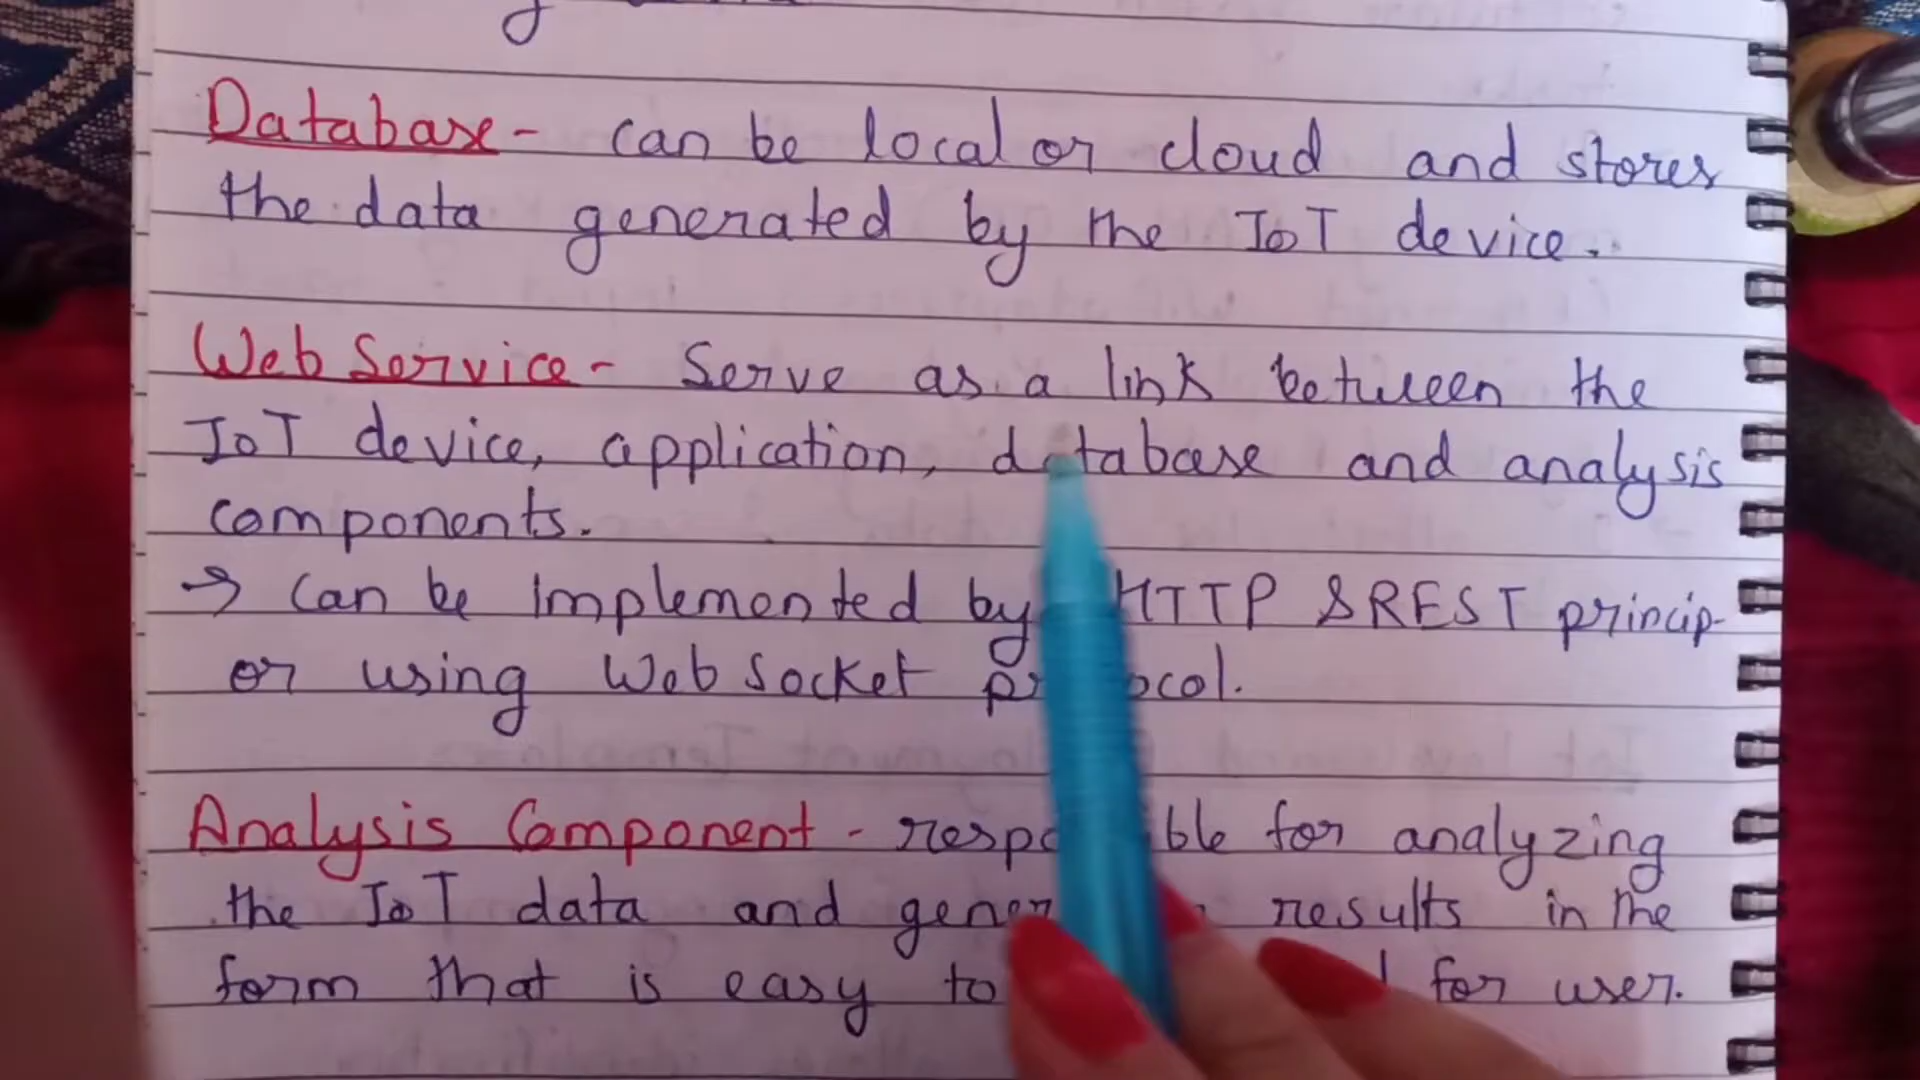 Database - can be local or cloud and stores
the data generated by the IoT device.
Web Service - Serve as a link between the
IoT device, application, database and analysis
components.
→ Can be implemented by HTTP & REST princip-
or using Web Socket protocol.
Analysis Component - responsible for analyzing
the IoT data and results in the
form that is easy to for user.